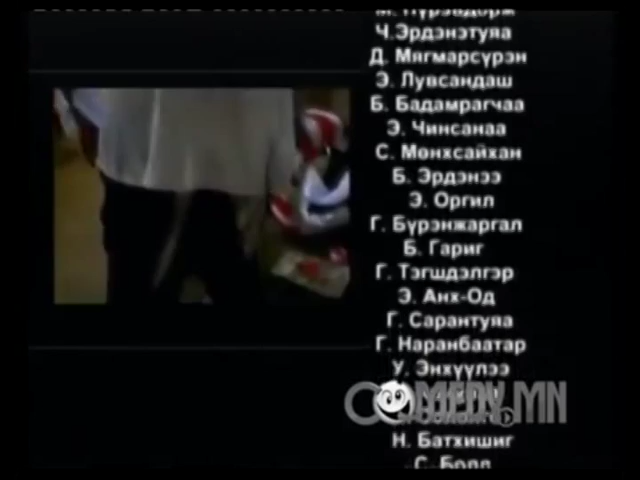 Ч.Эрдэнэтуяа
Д. Мягмарсүрэн
Э. Лувсандаш
Б. Бадамрагчаа
Э. Чинсанаа
С. Мөнхсайхан
Б. Эрдэнээ
Э. Оргил
Г. Бүрэнжаргал
Б. Гариг
Г. Тэгшдэлгэр
Э. Анх-Од
Г. Сарантуяа
Г. Наранбаатар
У. Энхүүлээ
COMEDY.MN
Н. Батхишиг
С. Болд